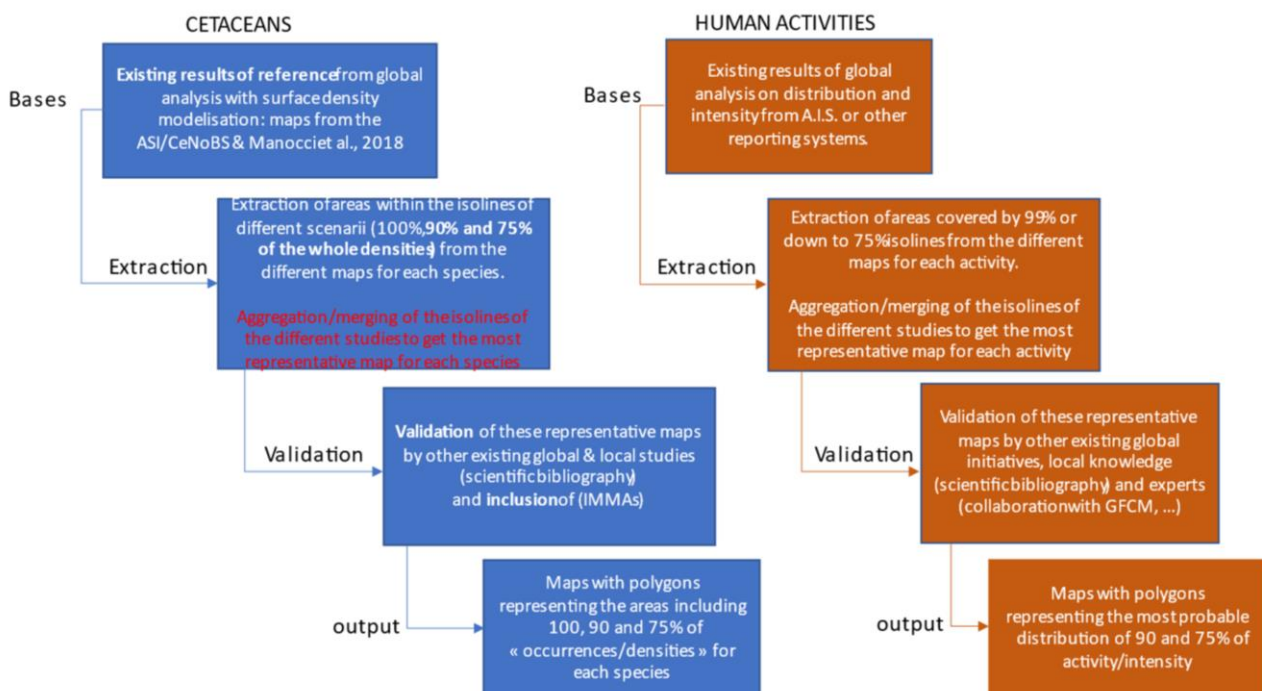 CETACEANS
Bases
Existing results of reference from global
analysis with surface density
modelisation: maps from the
ASI/CeNoBS & Manocci et al., 2018
Extraction
Extraction of areas within the isolines of
different scenarii (100%, 90% and 75%
of the whole densities) from the
different maps for each species.
Aggregation/merging of the isolines of
the different studies to get the most
representative map for each species
Validation
Validation of these representative maps
by other existing global & local studies
(scientific bibliography)
and inclusion of (IMMAs)
output
Maps with polygons
representing the areas including
100, 90 and 75% of
« occurrences/densities » for
each species
HUMAN ACTIVITIES
Bases
Existing results of global
analysis on distribution and
intensity from A.I.S. or other
reporting systems.
Extraction
Extraction of areas covered by 99% or
down to 75% isolines from the different
maps for each activity.
Aggregation/merging of the isolines of
the different studies to get the most
representative map for each activity
Validation
Validation of these representative
maps by other existing global
initiatives, local knowledge
(scientific bibliography) and experts
(collaboration with GFCM, ...)
output
Maps with polygons
representing the most probable
distribution of 90 and 75% of
activity/intensity